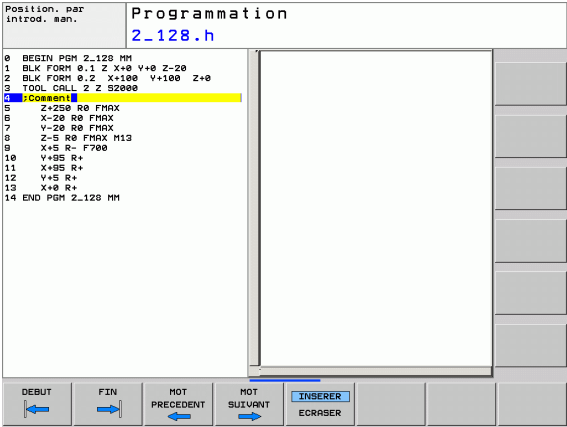 Position. par
introd. man.
Programmation
2_128.h
0 BEGIN PGM 2_128 MM
1 BLK FORM 0.1 Z X+0 Y+0 Z-20
2 BLK FORM 0.2 X+100 Y+100 Z+0
3 TOOL CALL 2 Z S2000
4 ;Comment
5 Z+250 R0 FMAX
6 X-20 R0 FMAX
7 Y-20 R0 FMAX
8 Z-5 R0 FMAX M13
9 X+5 R- F700
10 Y+95 R+
11 X+95 R+
12 Y+5 R+
13 X+0 R+
14 END PGM 2_128 MM
DEBUT
FIN
MOT
PRECEDENT
MOT
SUIVANT
INSERER
ECRASER